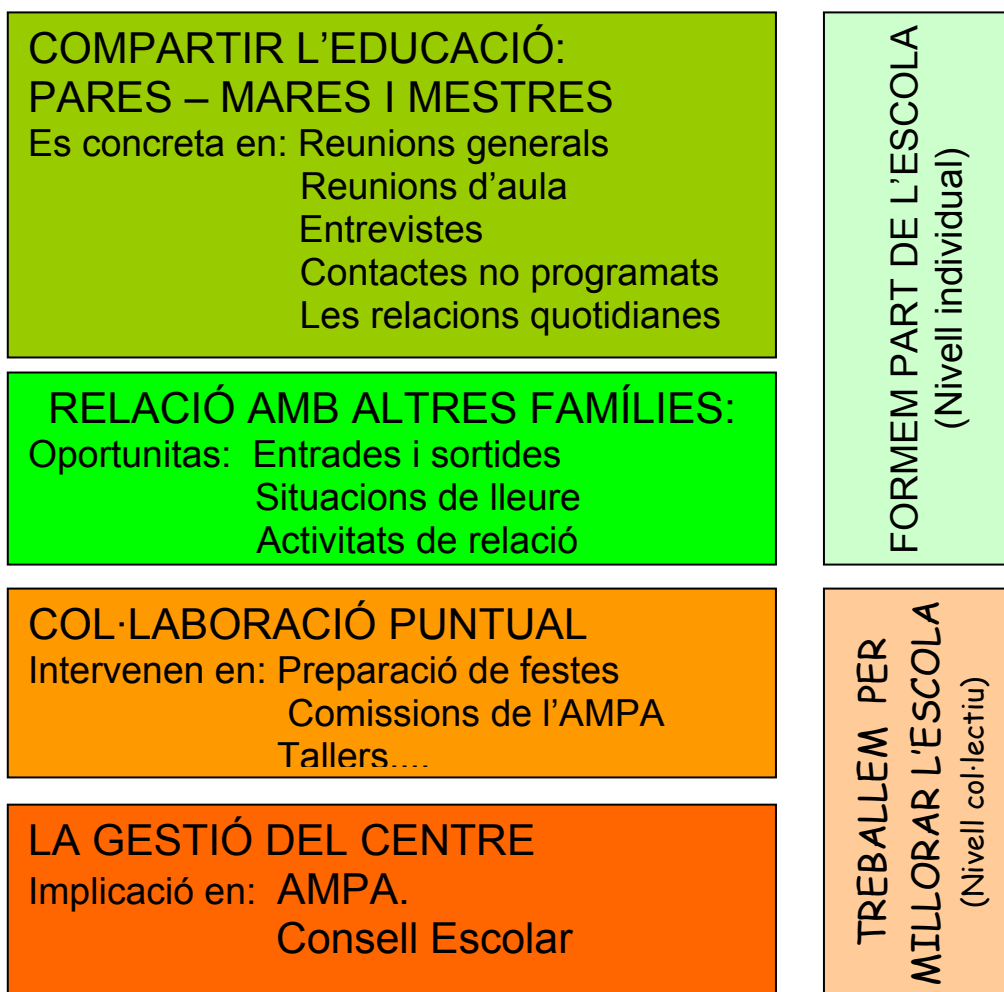 COMPARTIR L'EDUCACIÓ:
PARES – MARES I MESTRES
Es concreta en: Reunions generals
Reunions d'aula
Entrevistes
Contactes no programats
Les relacions quotidianes
RELACIÓ AMB ALTRES FAMÍLIES:
Oportunitas: Entrades i sortides
Situacions de lleure
Activitats de relació
FORMEM PART DE L'ESCOLA
(Nivell individual)
COL·LABORACIÓ PUNTUAL
Intervenen en: Preparació de festes
Comissions de l'AMPA
Tallers....
LA GESTIÓ DEL CENTRE
Implicació en: AMPA.
Consell Escolar
TREBALLEM PER
MILLORAR L'ESCOLA
(Nivell col·lectiu)